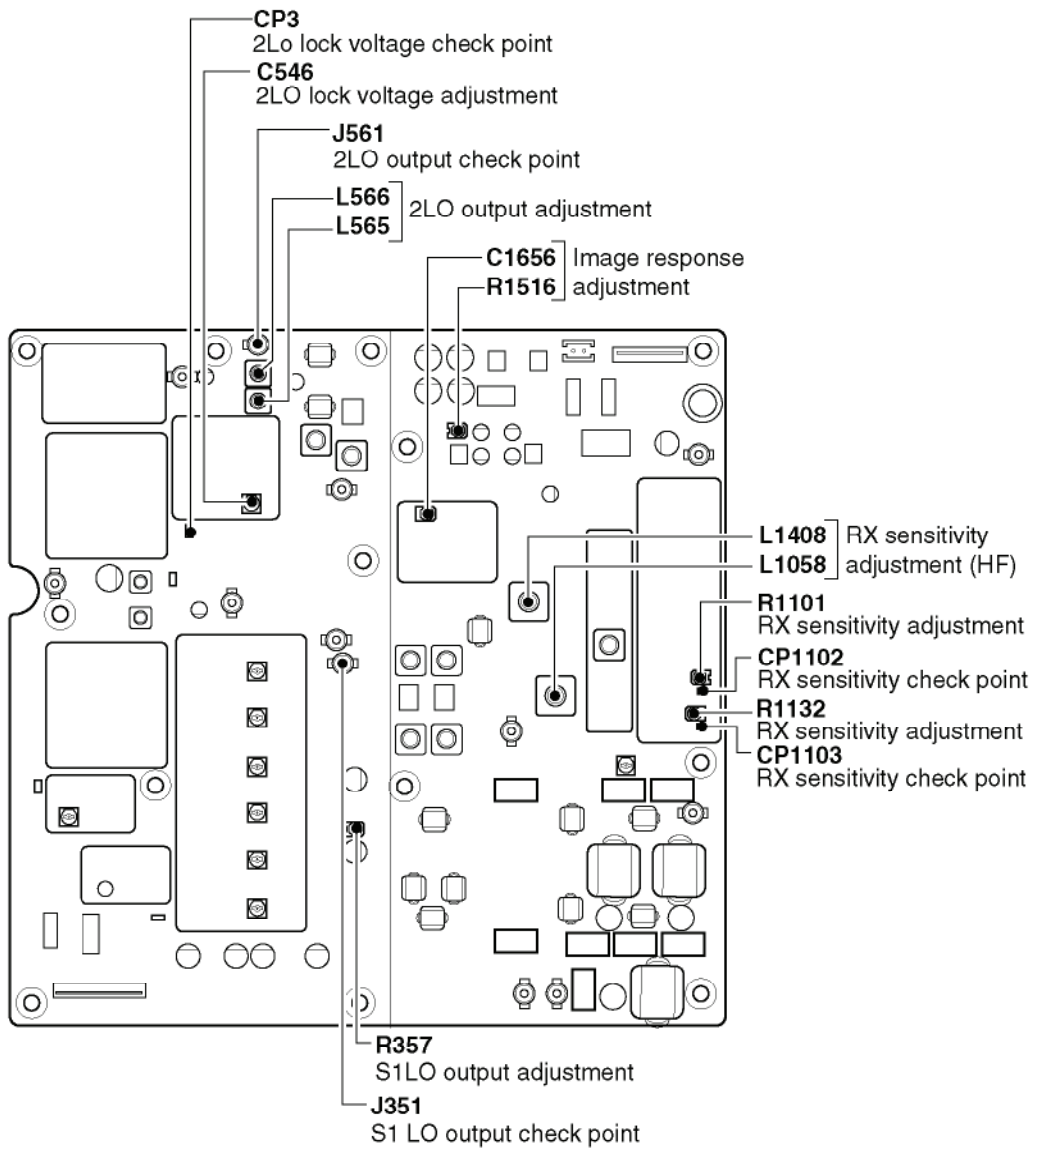 CP3
2Lo lock voltage check point
C546
2LO lock voltage adjustment
J561
2LO output check point
L566
L565
2LO output adjustment
C1656
R1516
Image response
adjustment
L1408
L1058
RX sensitivity
adjustment (HF)
R1101
RX sensitivity adjustment
CP1102
RX sensitivity check point
R1132
RX sensitivity adjustment
CP1103
RX sensitivity check point
R357
S1LO output adjustment
J351
S1 LO output check point